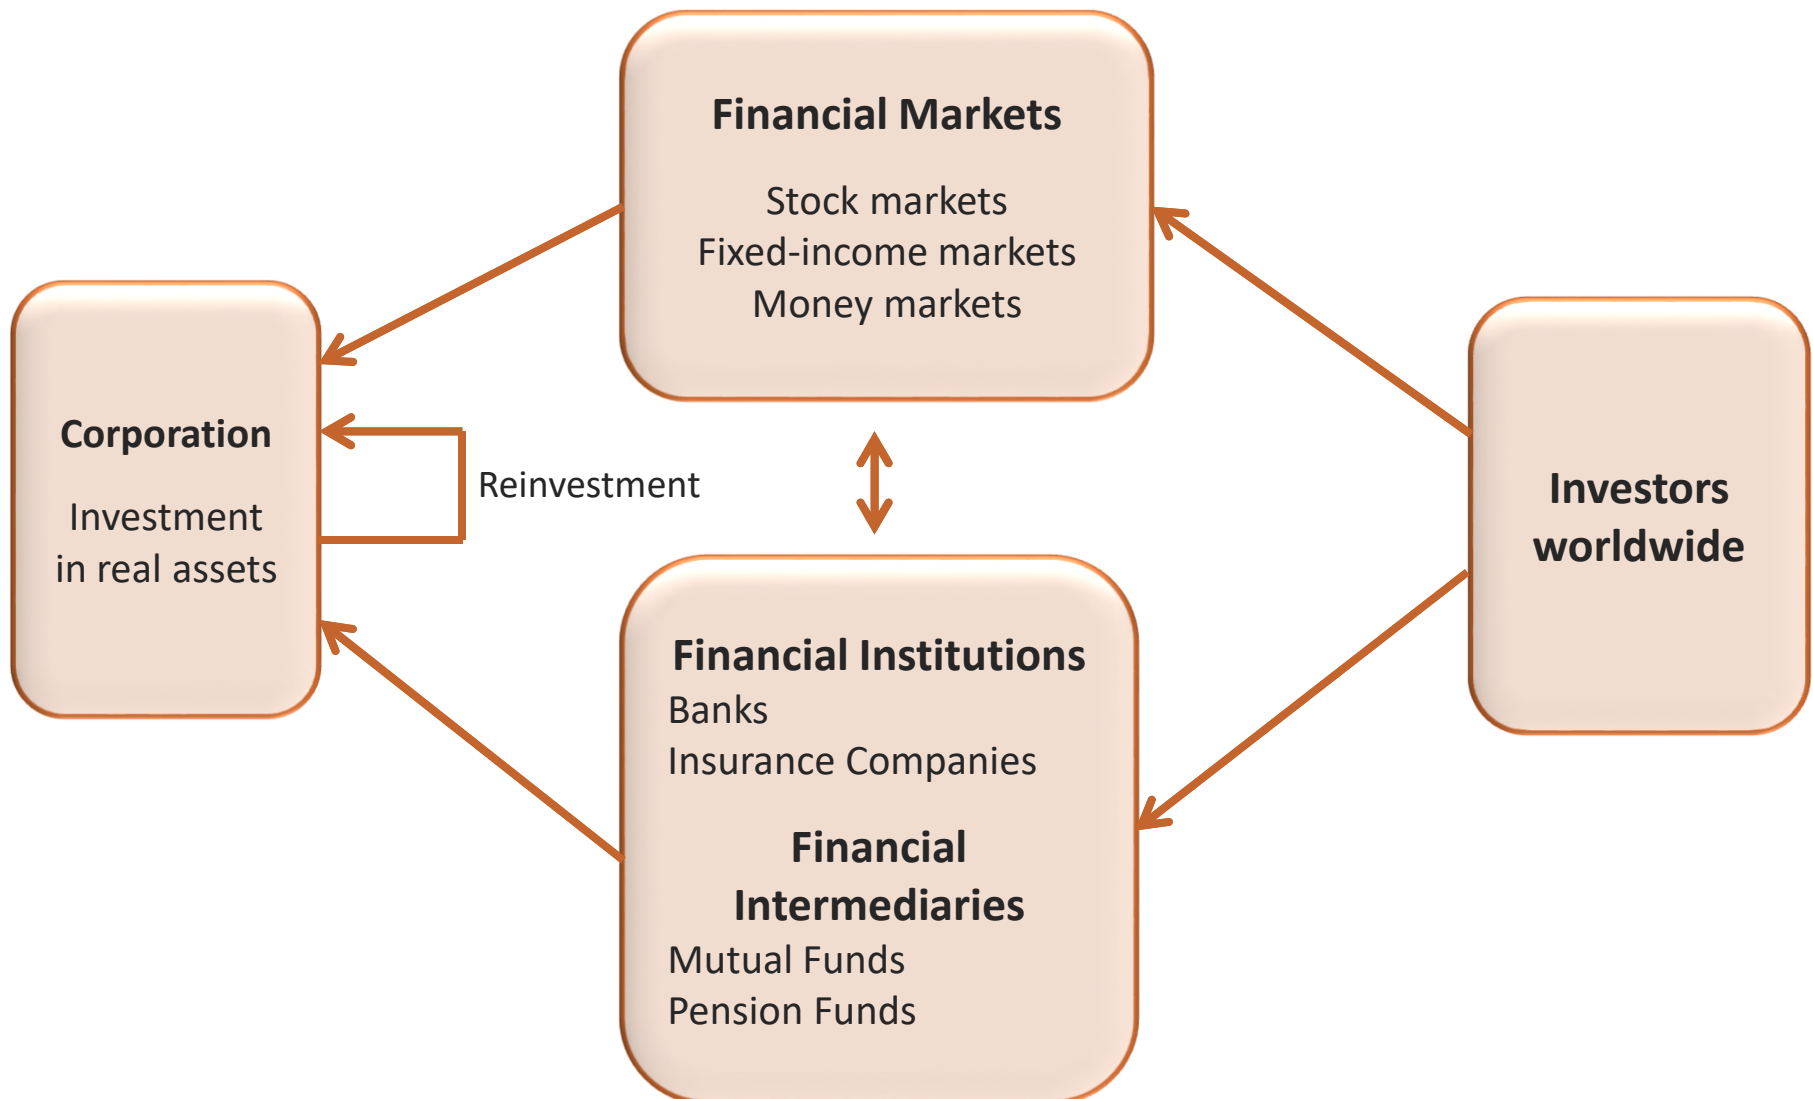 Financial Markets
Stock markets
Fixed-income markets
Money markets
Corporation
Investment
in real assets
Reinvestment
Investors
worldwide
Financial Institutions
Banks
Insurance Companies
Financial
Intermediaries
Mutual Funds
Pension Funds